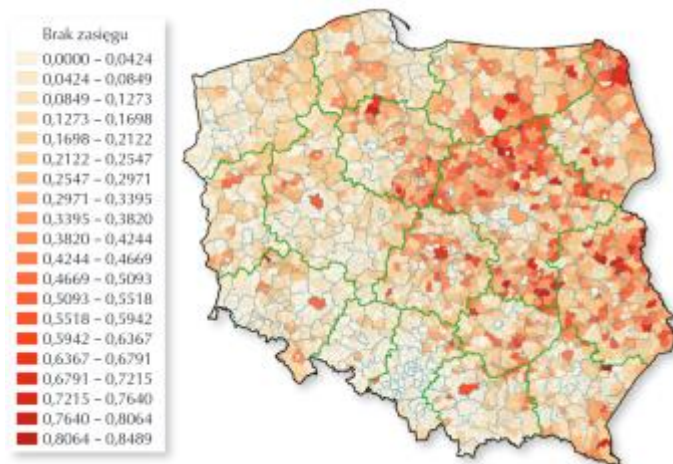 Brak zasięgu
0,0000 – 0,0424
0,0424 – 0,0849
0,0849 – 0,1273
0,1273 – 0,1698
0,1698 – 0,2122
0,2122 – 0,2547
0,2547 – 0,2971
0,2971 – 0,3395
0,3395 – 0,3820
0,3820 – 0,4244
0,4244 – 0,4669
0,4669 – 0,5093
0,5093 – 0,5518
0,5518 – 0,5942
0,5942 – 0,6367
0,6367 – 0,6791
0,6791 – 0,7215
0,7215 – 0,7640
0,7640 – 0,8064
0,8064 – 0,8489